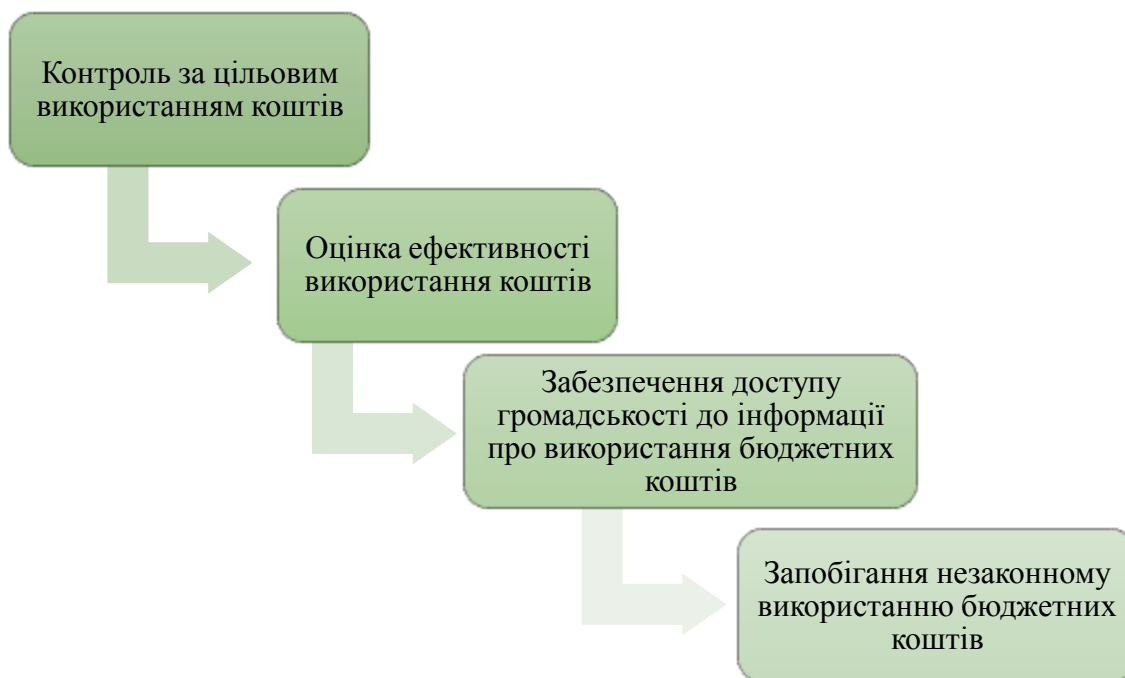 Контроль за цільовим
використанням коштів
Оцінка ефективності
використання коштів
Забезпечення доступу
громадськості до інформації
про використання бюджетних
коштів
Запобігання незаконному
використанню бюджетних
коштів